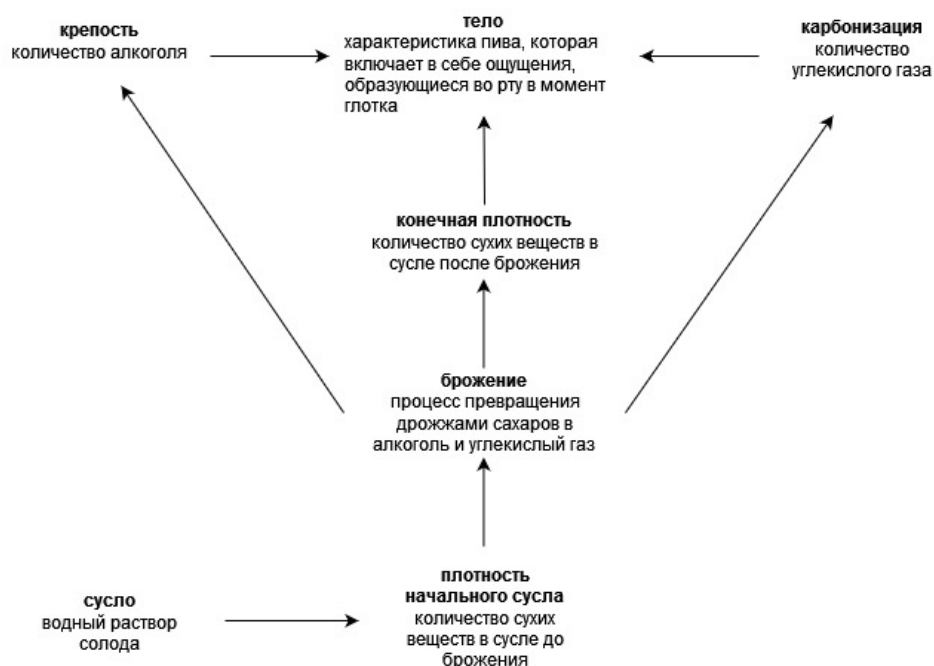 крепость
количество алкоголя
тело
характеристика пива, которая
включает в себе ощущения,
образующиеся во рту в момент
глотка
карбонизация
количество
углекислого газа
конечная плотность
количество сухих веществ в
сусле после брожения
брожение
процесс превращения
дрожжами сахаров в
алкоголь и углекислый газ
сусло
водный раствор
солода
плотность
начального сусла
количество сухих
веществ в сусле до
брожения